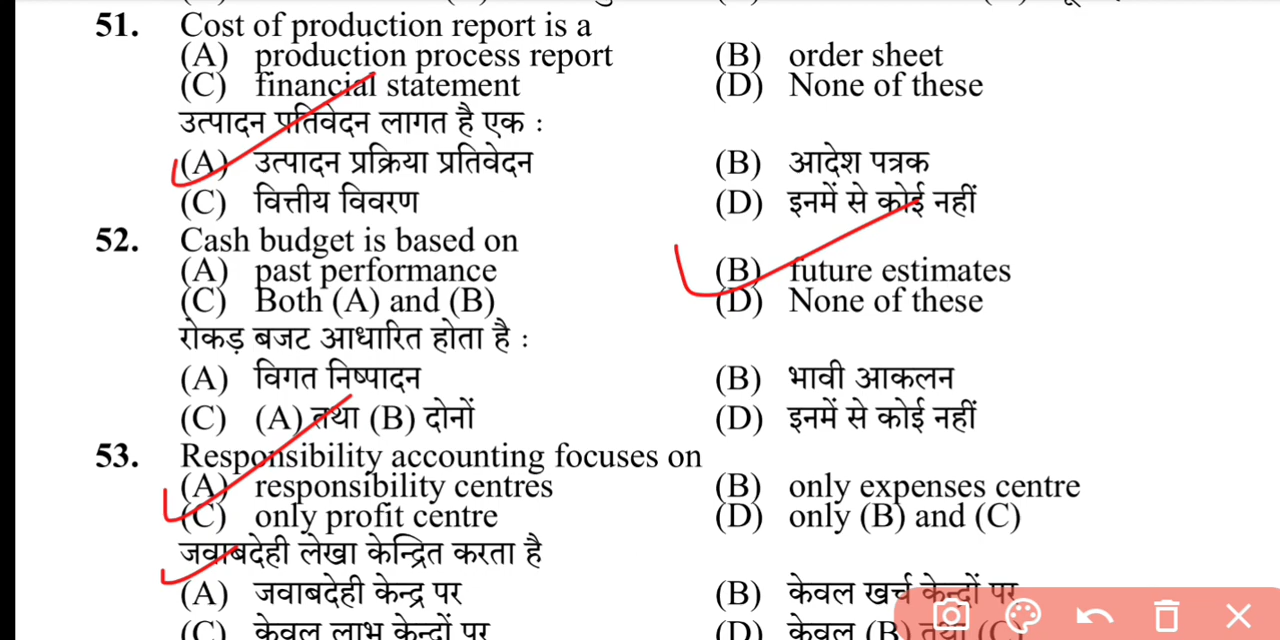 51. Cost of production report is a
(A) production process report (B) order sheet
(C) financial statement (D) None of these
उत्पादन प्रतिवेदन लागत है एक :
(A) उत्पादन प्रक्रिया प्रतिवेदन (B) आदेश पत्रक
(C) वित्तीय विवरण (D) इनमें से कोई नहीं
52. Cash budget is based on
(A) past performance (B) future estimates
(C) Both (A) and (B) (D) None of these
रोकड़ बजट आधारित होता है :
(A) विगत निष्पादन (B) भावी आकलन
(C) (A) तथा (B) दोनों (D) इनमें से कोई नहीं
53. Responsibility accounting focuses on
(A) responsibility centres (B) only expenses centre
(C) only profit centre (D) only (B) and (C)
जवाबदेही लेखा केन्द्रित करता है
(A) जवाबदेही केन्द्र पर (B) केवल खर्च केन्द्रों पर
(C) केवल लाभ केन्द्रों पर (D) केवल (B) तथा (C)